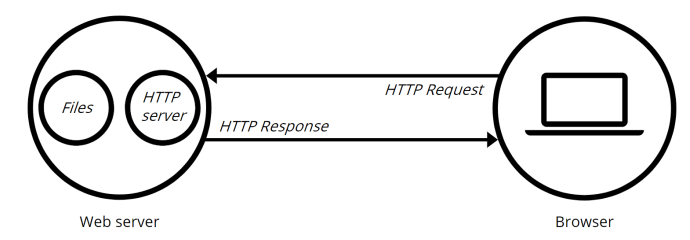 Files
HTTP
server
HTTP Request
HTTP Response
Web server
Browser